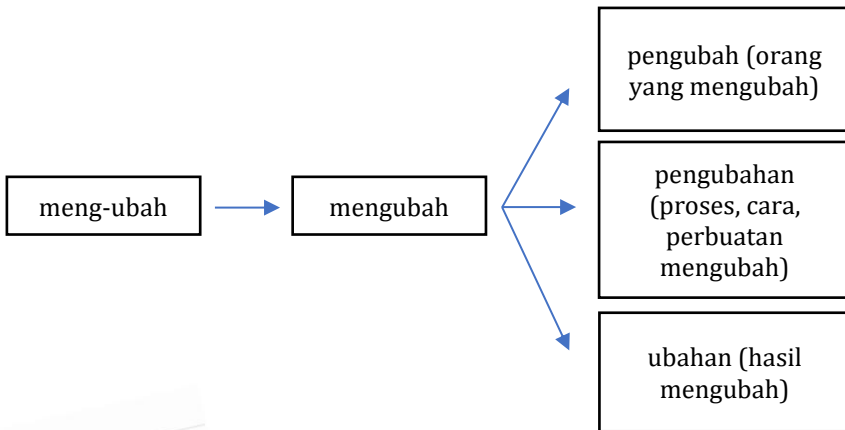 meng-ubah
mengubah
pengubah (orang
yang mengubah)
pengubahan
(proses, cara,
perbuatan
mengubah)
ubahan (hasil
mengubah)